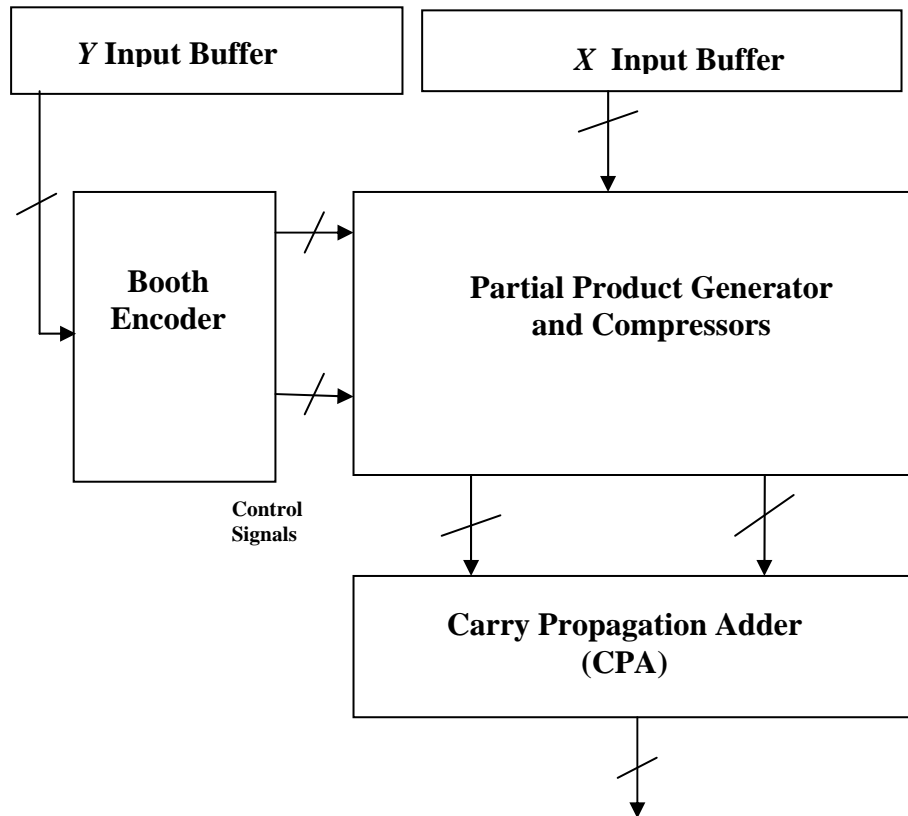 Y Input Buffer
X Input Buffer
Booth
Encoder
Partial Product Generator
and Compressors
Control
Signals
Carry Propagation Adder
(CPA)